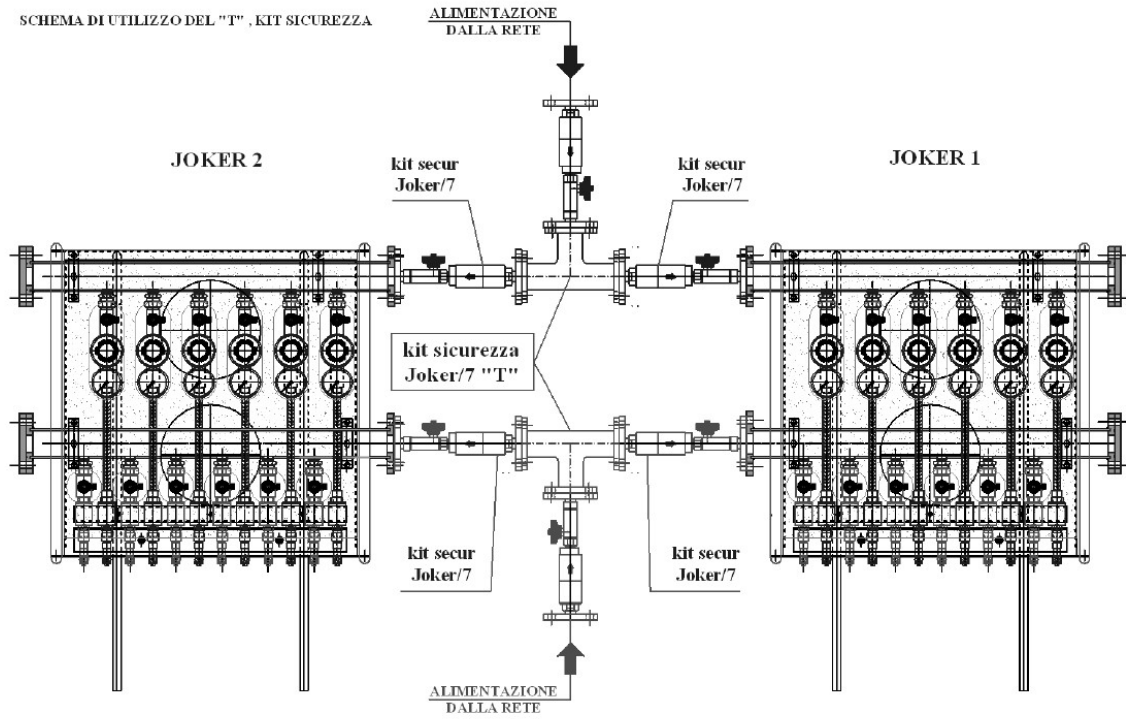 SCHEMA DI UTILIZZO DEL "T" , KIT SICUREZZA
ALIMENTAZIONE
DALLA RETE
JOKER 2
JOKER 1
kit secur
Joker/7
kit secur
Joker/7
kit sicurezza
Joker/7 "T"
kit secur
Joker/7
kit secur
Joker/7
ALIMENTAZIONE
DALLA RETE